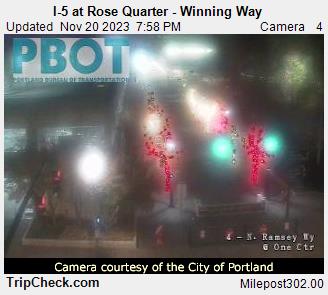 I-5 at Rose Quarter - Winning Way
Updated Nov 20 2023 7:58 PM Camera 4
PBOT
PORTLAND BUREAU OF TRANSPORTATION
4 - N. Ramsey Wy
@ One Ctr
Camera courtesy of the City of Portland
TripCheck.com Milepost302.00